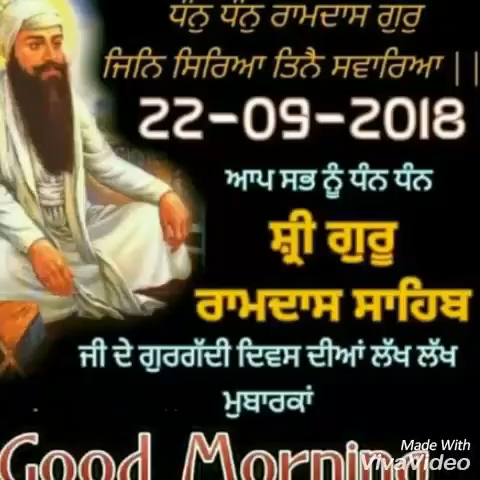 ਧੰਨੁ ਧੰਨੁ ਰਾਮਦਾਸ ਗੁਰੁ
ਜਿਨਿ ਸਿਰਿਆ ਤਿਨੈ ਸਵਾਰਿਆ ||
22-09-2018
ਆਪ ਸਭ ਨੂੰ ਧੰਨ ਧੰਨ
ਸ਼੍ਰੀ ਗੁਰੂ
ਰਾਮਦਾਸ ਸਾਹਿਬ
ਜੀ ਦੇ ਗੁਰਗੱਦੀ ਦਿਵਸ ਦੀਆਂ ਲੱਖ ਲੱਖ
ਮੁਬਾਰਕਾਂ
Good Morning
Made With
VivaVideo